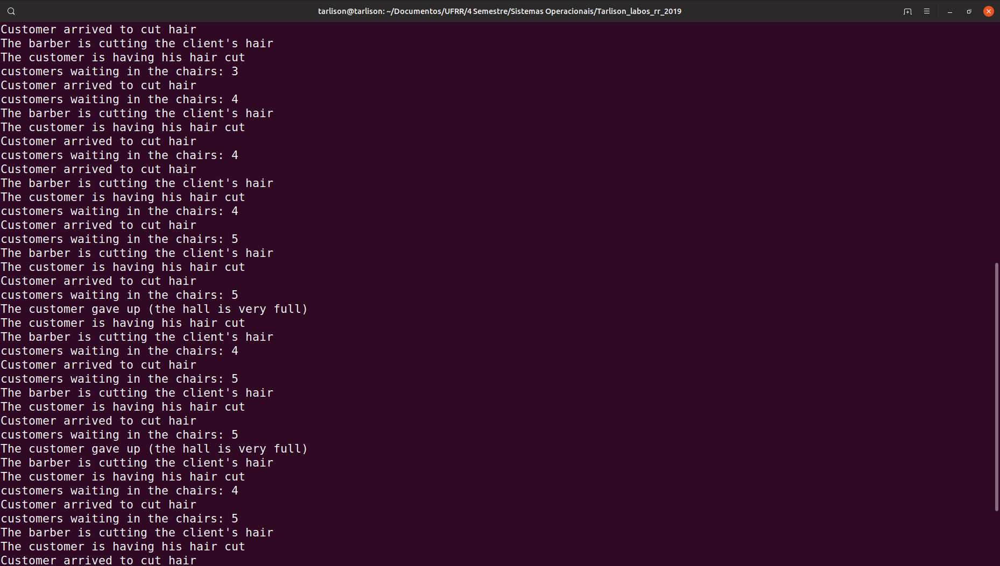 tarlison@tarlison: ~/Documentos/UFRR/4 Semestre/Sistemas Operacionais/Tarlison_labos_rr_2019
Customer arrived to cut hair
The barber is cutting the client's hair
The customer is having his hair cut
customers waiting in the chairs: 3
Customer arrived to cut hair
customers waiting in the chairs: 4
The barber is cutting the client's hair
The customer is having his hair cut
Customer arrived to cut hair
customers waiting in the chairs: 4
Customer arrived to cut hair
The barber is cutting the client's hair
The customer is having his hair cut
customers waiting in the chairs: 4
Customer arrived to cut hair
customers waiting in the chairs: 5
The barber is cutting the client's hair
The customer is having his hair cut
Customer arrived to cut hair
customers waiting in the chairs: 5
The customer gave up (the hall is very full)
The customer is having his hair cut
The barber is cutting the client's hair
customers waiting in the chairs: 4
Customer arrived to cut hair
customers waiting in the chairs: 5
The barber is cutting the client's hair
The customer is having his hair cut
Customer arrived to cut hair
customers waiting in the chairs: 5
The customer gave up (the hall is very full)
The barber is cutting the client's hair
The customer is having his hair cut
customers waiting in the chairs: 4
Customer arrived to cut hair
customers waiting in the chairs: 5
The barber is cutting the client's hair
The customer is having his hair cut
Customer arrived to cut hair